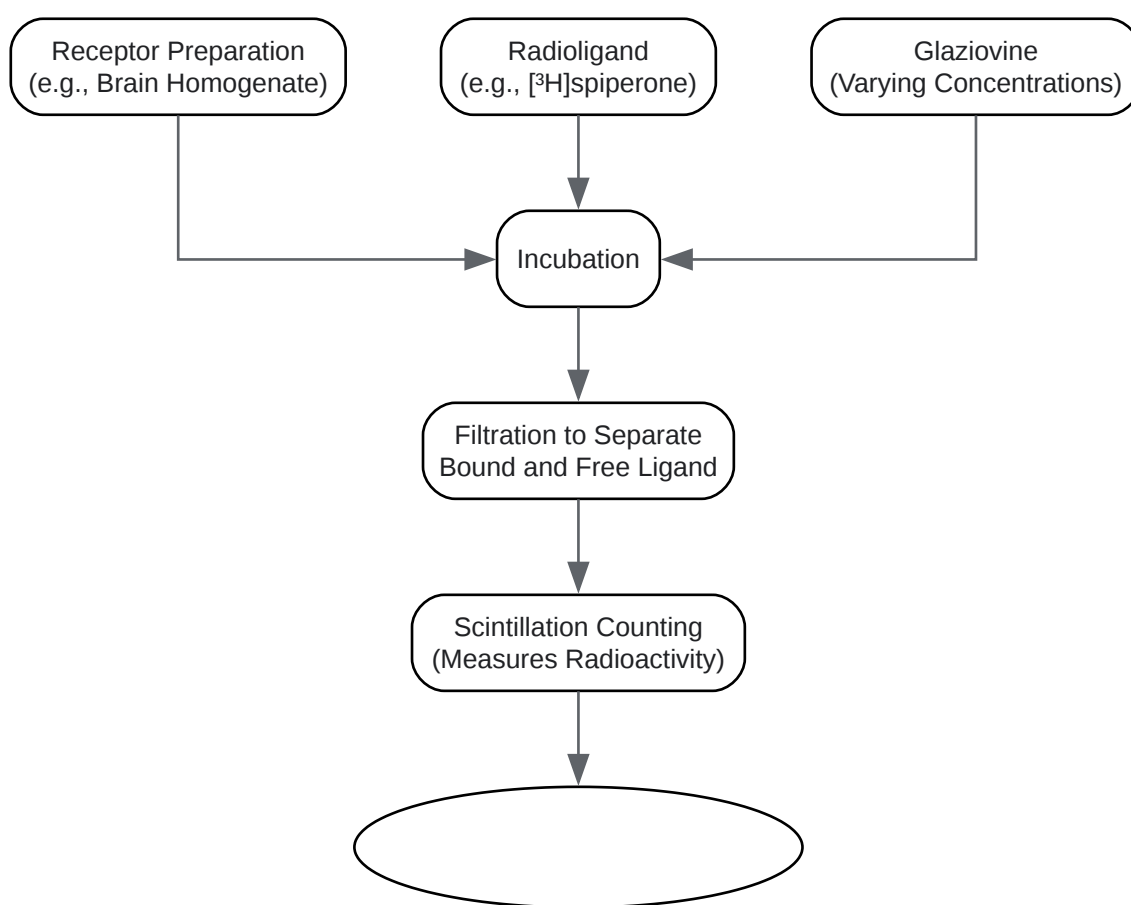 Receptor Preparation
(e.g., Brain Homogenate)
Radioligand
(e.g., [³H]spiperone)
Glaziovine
(Varying Concentrations)
Incubation
Filtration to Separate
Bound and Free Ligand
Scintillation Counting
(Measures Radioactivity)